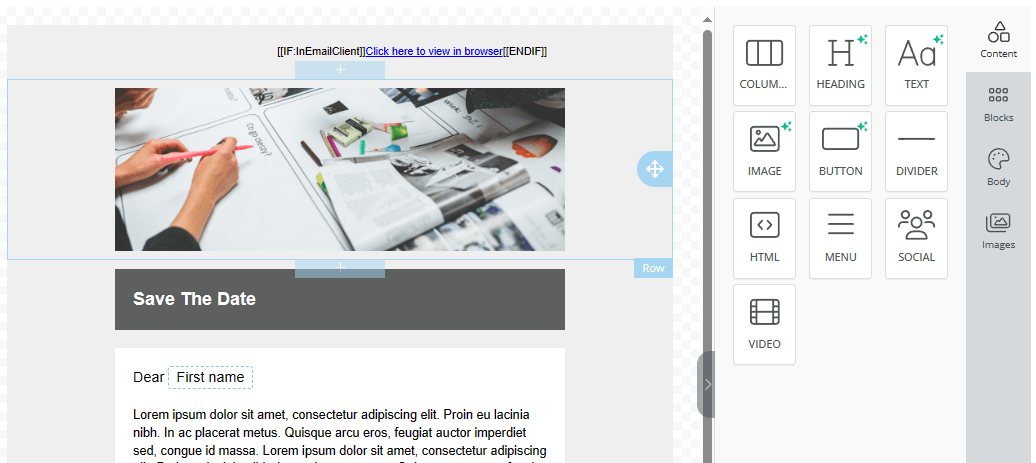 [[IF:InEmailClient]]Click here to view in browser[[ENDIF]]
Co go cieszy?
Row
Save The Date
Dear First name
Lorem ipsum dolor sit amet, consectetur adipiscing elit. Proin eu lacinia
nibh. In ac placerat metus. Quisque arcu eros, feugiat auctor imperdiet
sed, congue id massa. Lorem ipsum dolor sit amet, consectetur adipiscing
COLUM...
HEADING
TEXT
IMAGE
BUTTON
DIVIDER
HTML
MENU
SOCIAL
VIDEO
Content
Blocks
Body
Images